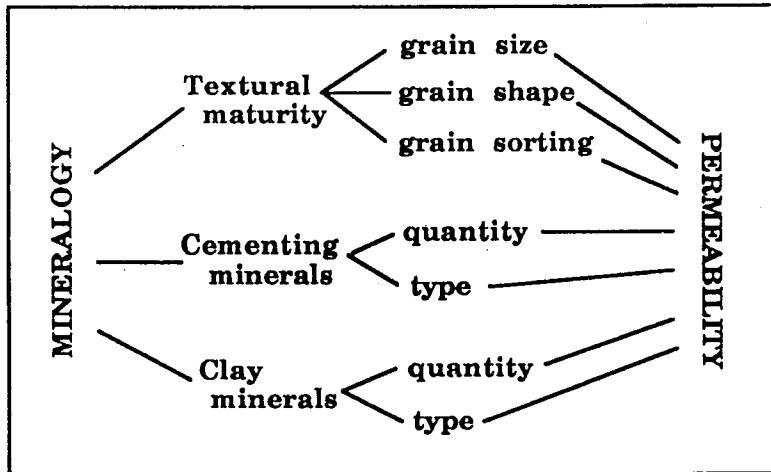 MINERALOGY
Textural
maturity
grain size
grain shape
grain sorting
Cementing
minerals
quantity
type
Clay
minerals
quantity
type
PERMEABILITY